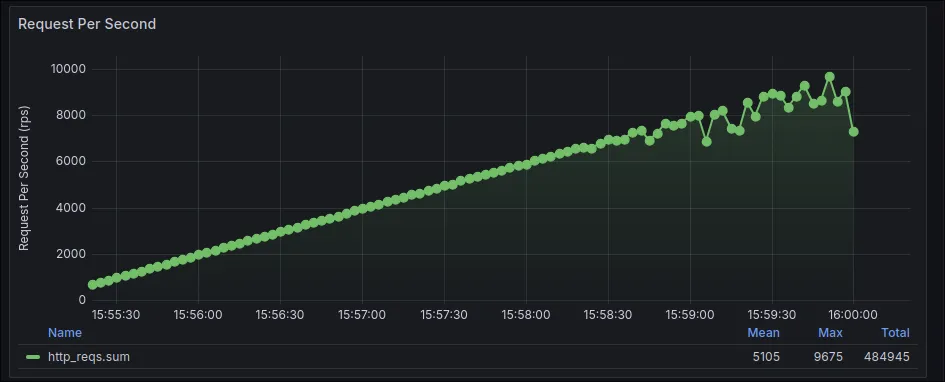 Request Per Second
Request Per Second (rps)
10000
8000
6000
4000
2000
0
15:55:30 15:56:00 15:56:30 15:57:00 15:57:30 15:58:00 15:58:30 15:59:00 15:59:30 16:00:00
Name Mean Max Total
http_reqs.sum 5105 9675 484945